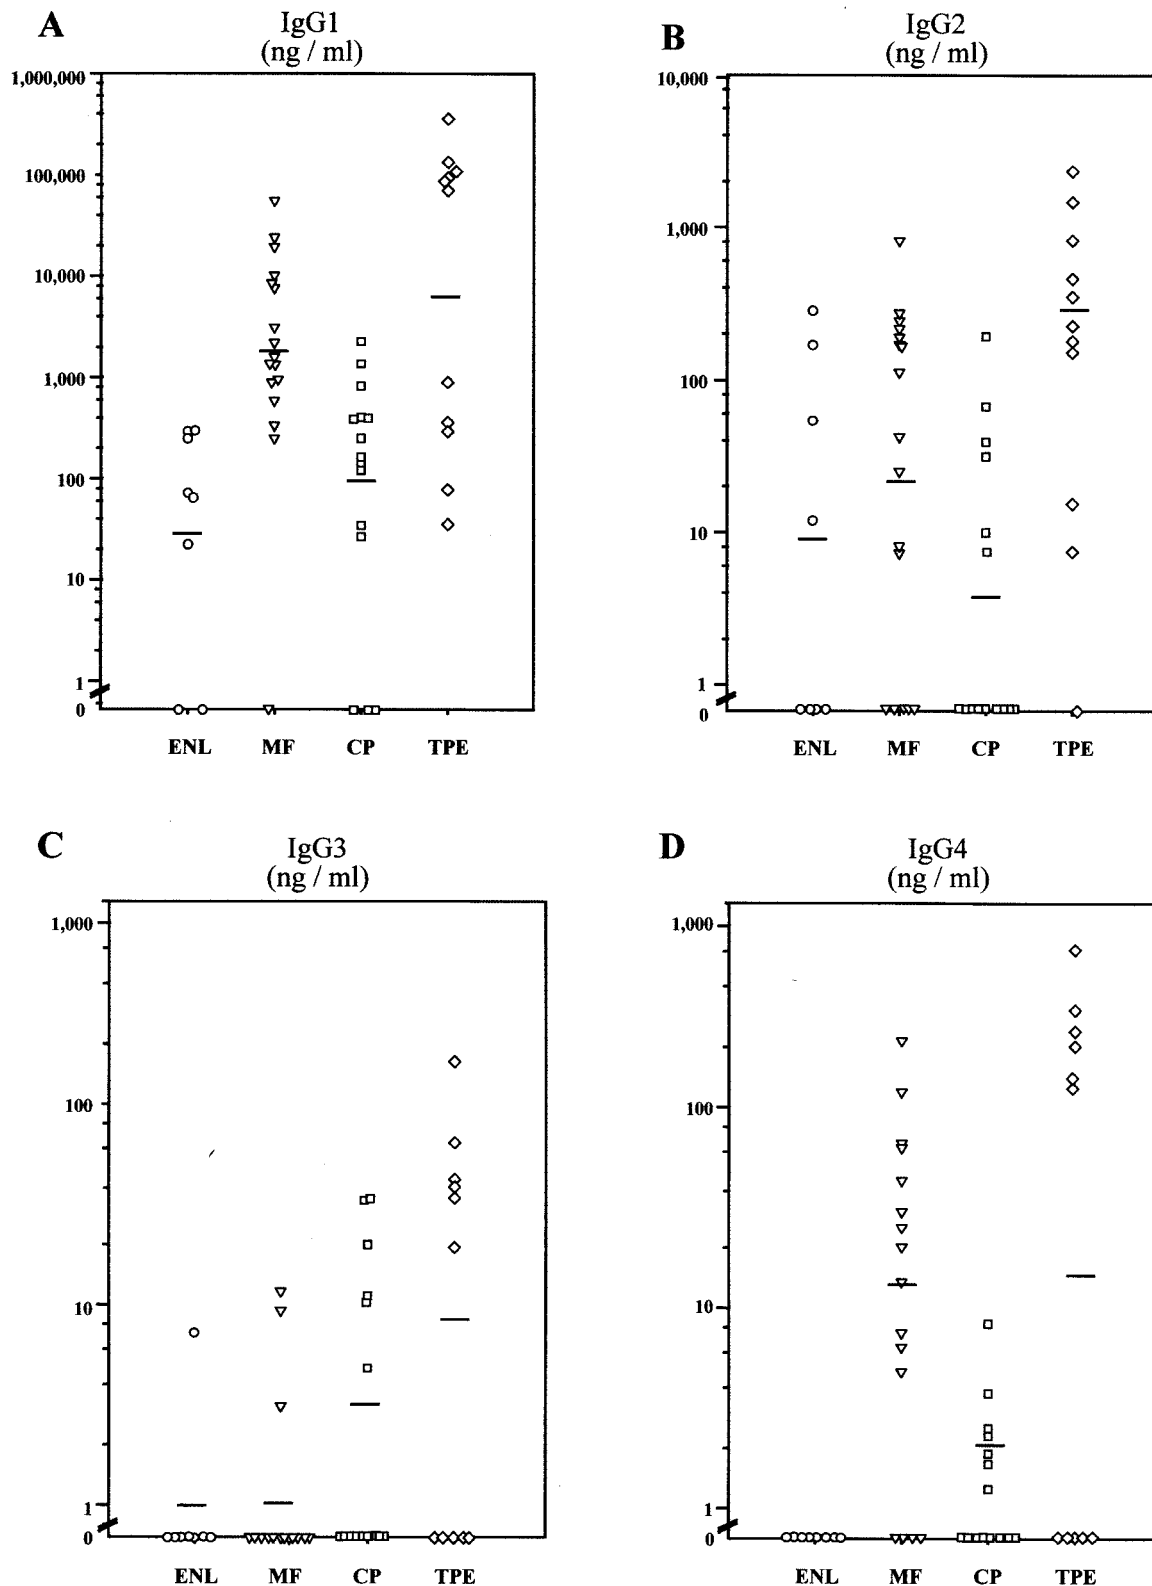 A
IgG1
(ng / ml)
1,000,000
100,000
10,000
1,000
100
10
1
0
ENL MF CP TPE
B
IgG2
(ng / ml)
10,000
1,000
100
10
1
0
ENL MF CP TPE
C
IgG3
(ng / ml)
1,000
100
10
1
0
ENL MF CP TPE
D
IgG4
(ng / ml)
1,000
100
10
1
0
ENL MF CP TPE